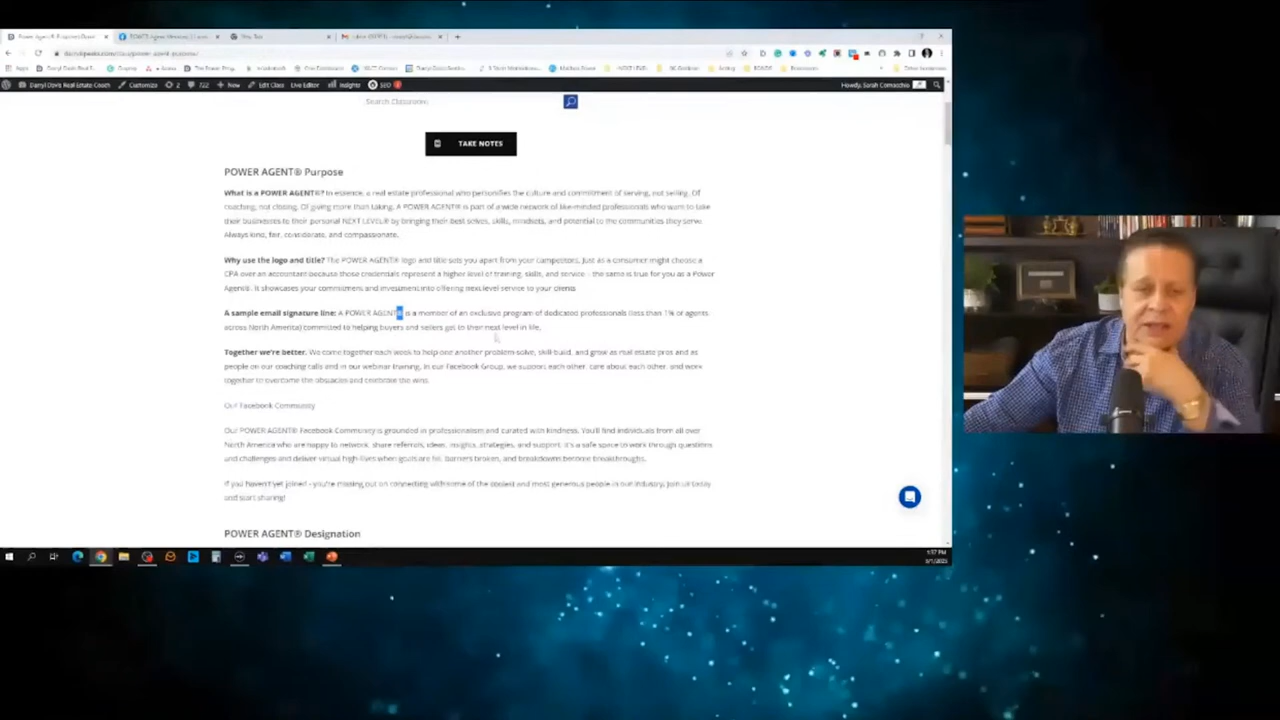 Customize
2
722
New
Edit Class
Live Editor
Insights
SEO
Howdy, Sarah
Search Classroom
TAKE NOTES
POWER AGENT® Purpose
What is a POWER AGENT®? In essence, a real estate professional who personifies the culture and commitment of serving, not selling. Of
coaching, not closing. Of giving more than taking. A POWER AGENT® is part of a wide network of like-minded professionals who want to take
their businesses to their personal NEXT LEVEL® by bringing their best selves, skills, mindsets, and potential to the communities they serve.
Always kind, fair, considerate, and compassionate.
Why use the logo and title? The POWER AGENT® logo and title sets you apart from your competitors. Just as a consumer might choose a
CPA over an accountant because those credentials represent a higher level of training, skills, and service - the same is true for you as a Power
Agent®. It showcases your commitment and investment into offering next level service to your clients
A sample email signature line: A POWER AGENT® is a member of an exclusive program of dedicated professionals (less than 1% of agents
across North America) committed to helping buyers and sellers get to their next level in life.
Together we're better. We come together each week to help one another problem-solve, skill-build, and grow as real estate pros and as
people on our coaching calls and in our webinar training. In our Facebook Group, we support each other, care about each other, and work
together to overcome the obstacles and celebrate the wins.
Our Facebook Community
Our POWER AGENT® Facebook Community is grounded in professionalism and curated with kindness. You'll find individuals from all over
North America who are happy to network, share referrals, ideas, insights, strategies, and support. It's a safe space to work through questions
and challenges and deliver virtual high-fives when goals are hit, barriers broken, and breakdowns become breakthroughs.
If you haven't yet joined - you're missing out on connecting with some of the coolest and most generous people in our industry. Join us today
and start sharing!
POWER AGENT® Designation
1:57 PM